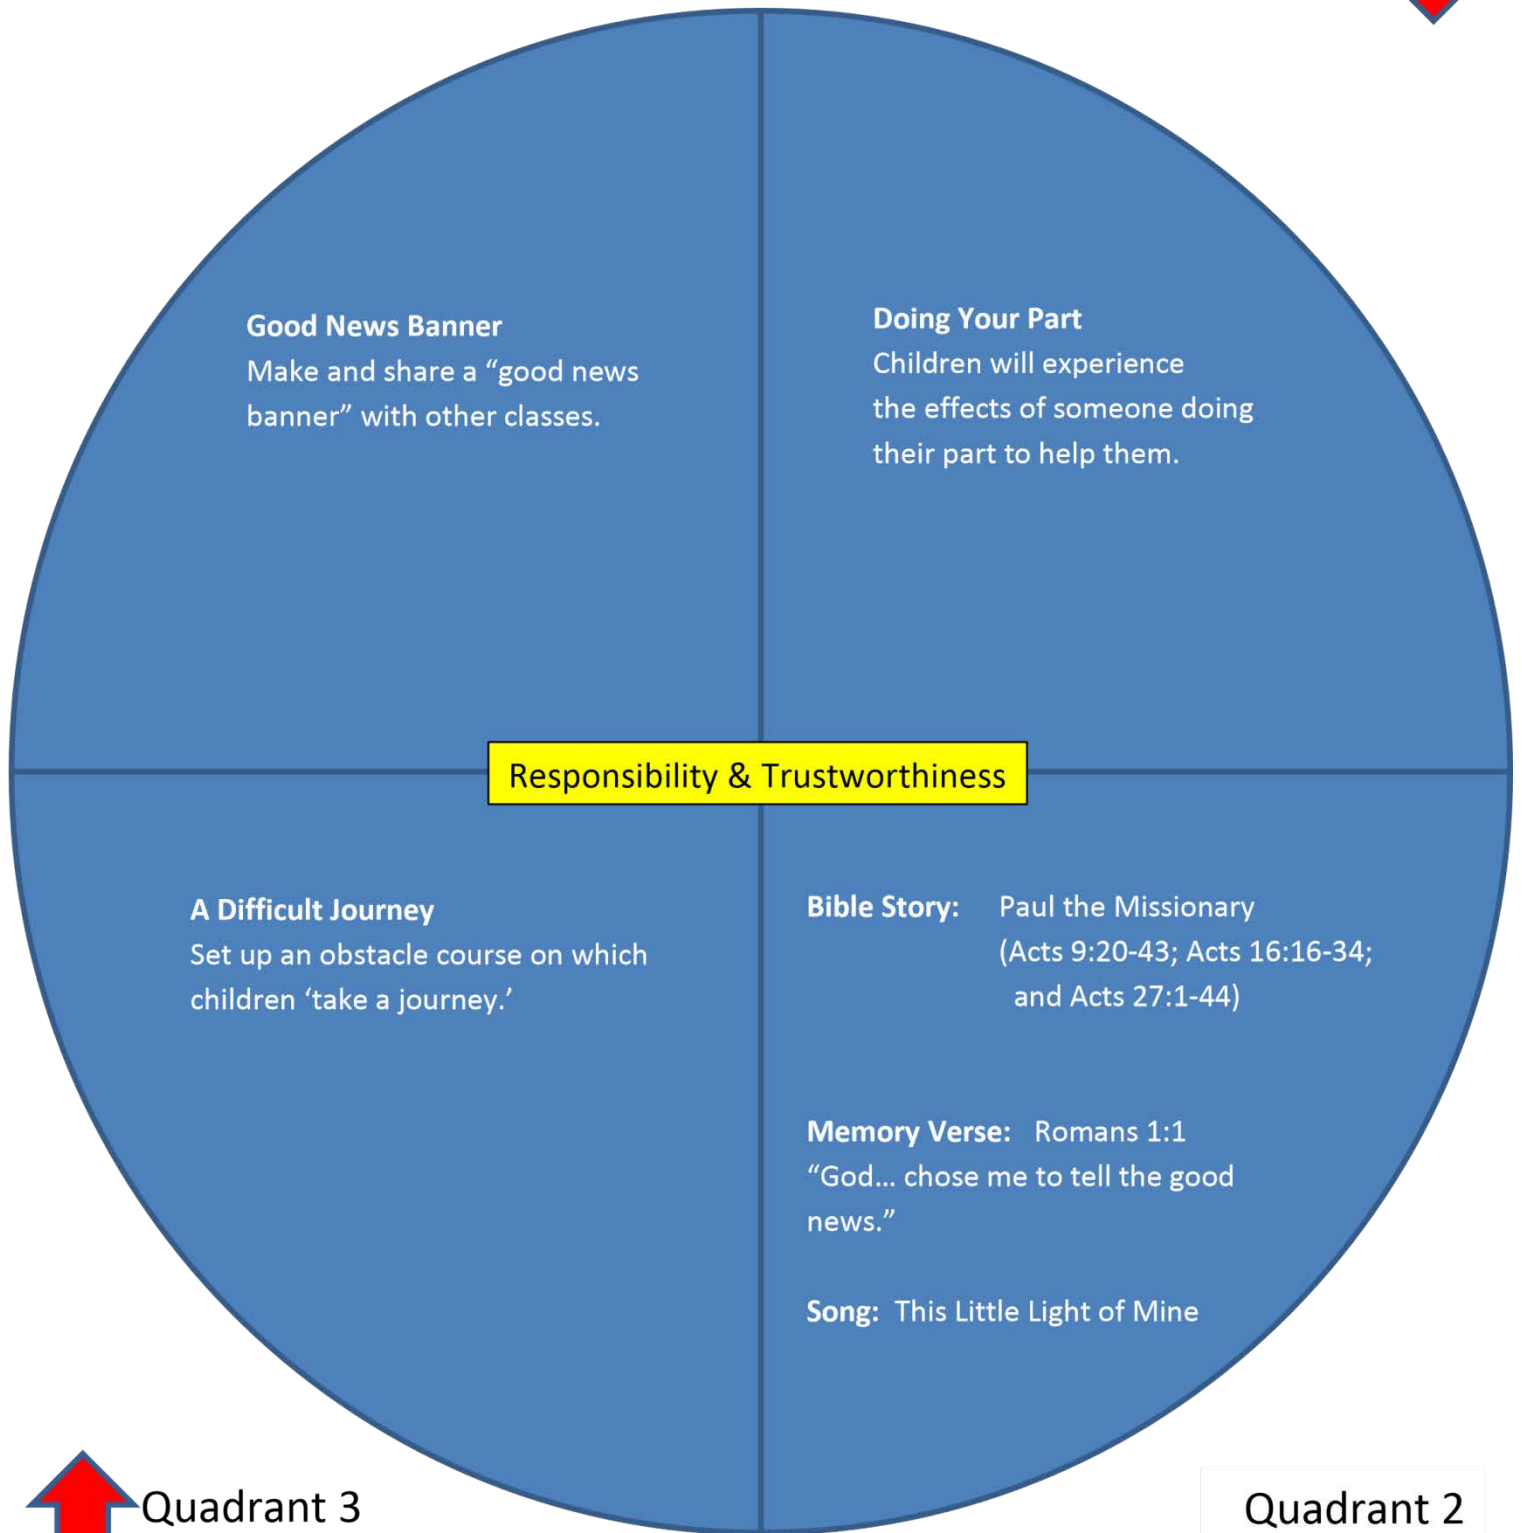 Good News Banner
Make and share a “good news
banner” with other classes.
Doing Your Part
Children will experience
the effects of someone doing
their part to help them.
Responsibility & Trustworthiness
A Difficult Journey
Set up an obstacle course on which
children ‘take a journey.’
Bible Story: Paul the Missionary
(Acts 9:20-43; Acts 16:16-34;
and Acts 27:1-44)
Memory Verse: Romans 1:1
“God... chose me to tell the good
news.”
Song: This Little Light of Mine
Quadrant 3
Quadrant 2